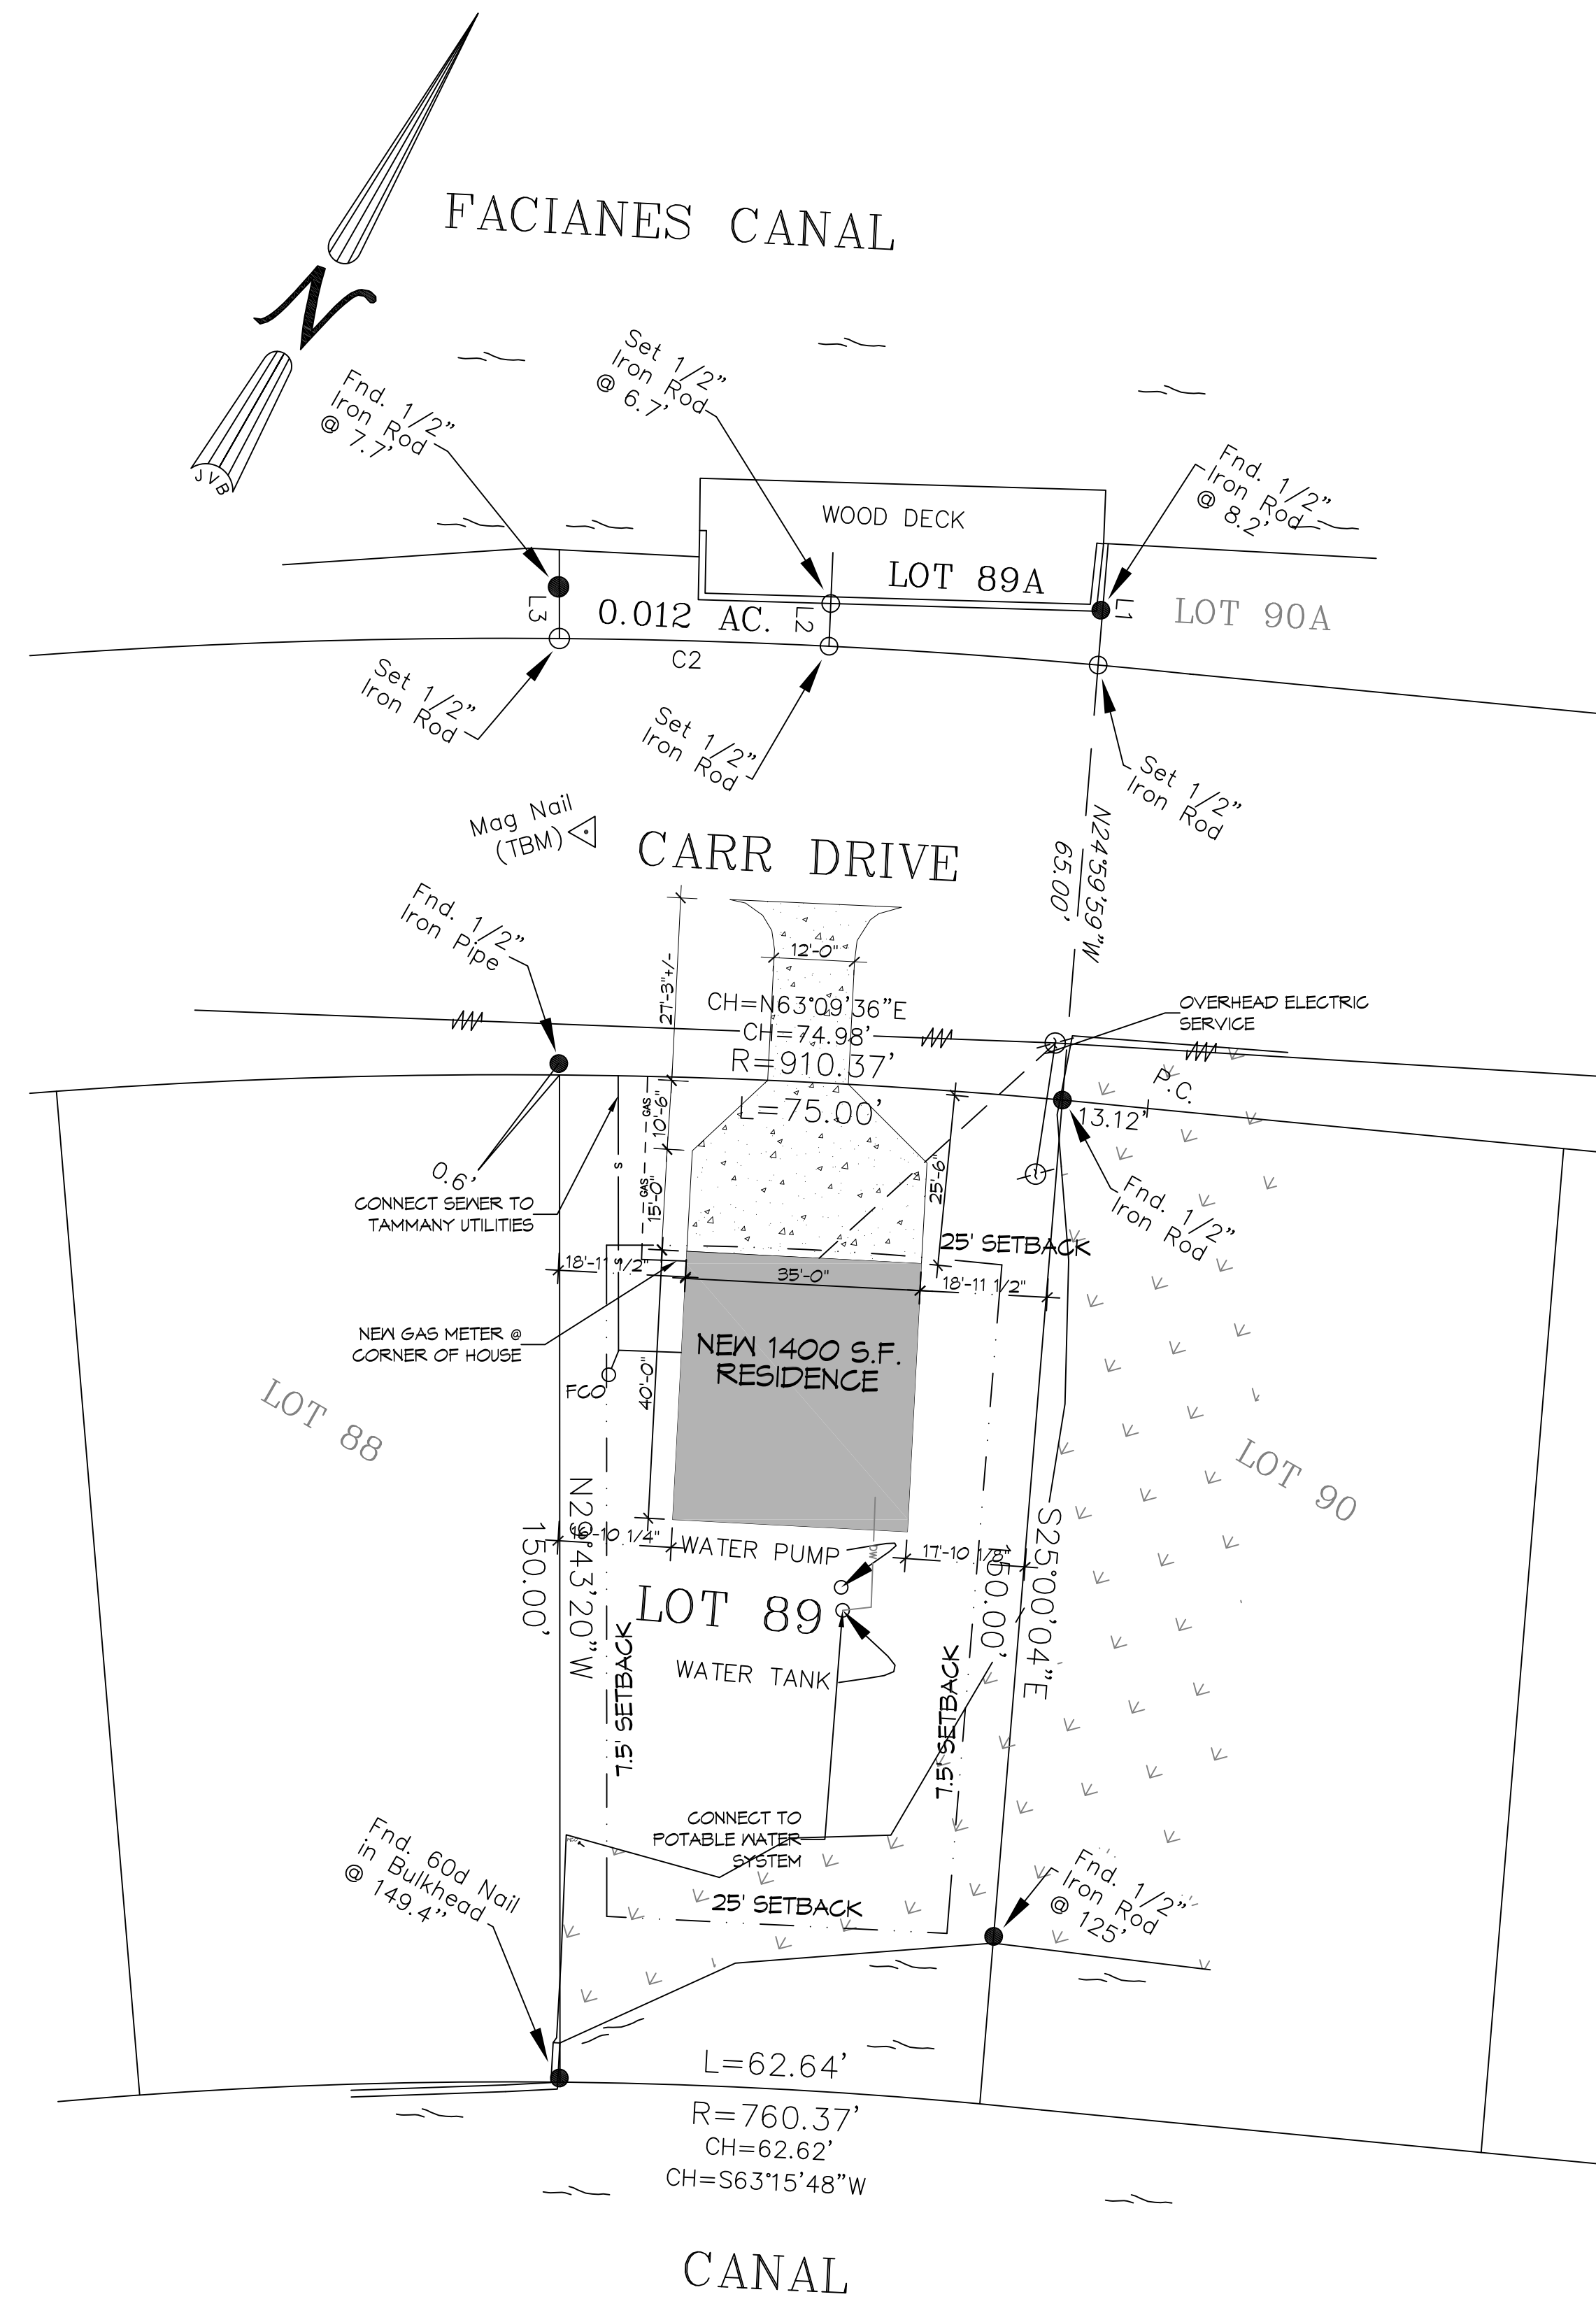 FACIANES CANAL
N
JVB
Set 1/2"
Iron Rod
@ 6.7'
Fnd. 1/2"
Iron Rod
@ 7.7'
Fnd. 1/2"
Iron Rod
@ 8.2'
WOOD DECK
LOT 89A
L3
0.012 AC.
L2
L1
LOT 90A
C2
Set 1/2"
Iron Rod
Set 1/2"
Iron Rod
Set 1/2"
Iron Rod
Mag Nail
(TBM)
CARR DRIVE
N24°59'59"W
65.00'
Fnd. 1/2"
Iron Pipe
27'-3"+/-
12'-0"
CH=N63°09'36"E
CH=74.98'
R=910.37'
L=75.00'
OVERHEAD ELECTRIC
SERVICE
P.C.
13.12'
0.6'
CONNECT SEWER TO
TAMMANY UTILITIES
S
GAS
GAS
10'-6"
15'-0"
25'-6"
Fnd. 1/2"
Iron Rod
25' SETBACK
18'-11 1/2"
S
35'-0"
18'-11 1/2"
NEW GAS METER @
CORNER OF HOUSE
NEW 1400 S.F.
RESIDENCE
FCO
40'-0"
LOT 88
LOT 90
N29°43'20"W
150.00'
16'-10 1/4"
WATER PUMP
17'-10 1/8"
S25°00'04"E
150.00'
LOT 89
WATER TANK
7.5' SETBACK
7.5' SETBACK
CONNECT TO
POTABLE WATER
SYSTEM
25' SETBACK
Fnd. 60d Nail
in Bulkhead
@ 149.4"
Fnd. 1/2"
Iron Rod
@ 125'
L=62.64'
R=760.37'
CH=62.62'
CH=S63°15'48"W
CANAL